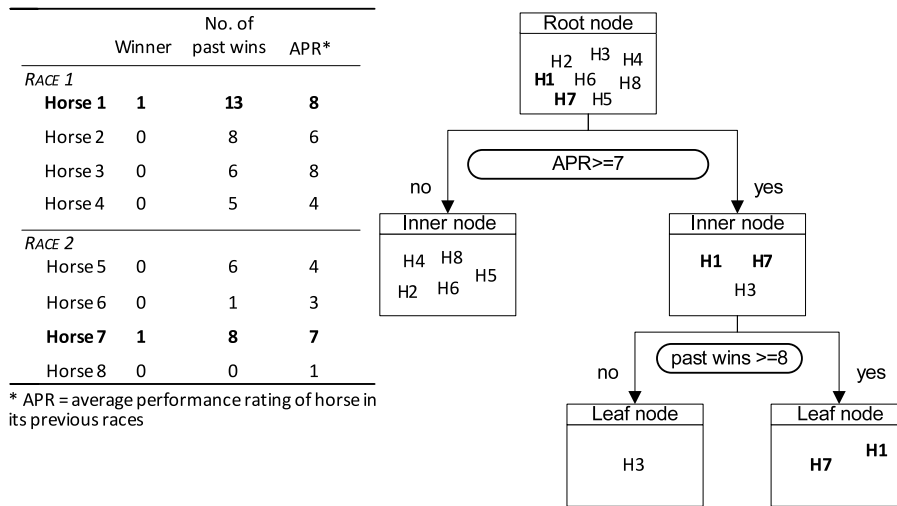 No. of
Winner past wins APR*
RACE 1
Horse 1 1 13 8
Horse 2 0 8 6
Horse 3 0 6 8
Horse 4 0 5 4
RACE 2
Horse 5 0 6 4
Horse 6 0 1 3
Horse 7 1 8 7
Horse 8 0 0 1
* APR = average performance rating of horse in
its previous races
Root node
H2 H3 H4
H1 H6 H8
H7 H5
APR>=7
no yes
Inner node
H4 H8 H5
H2 H6
Inner node
H1 H7
H3
past wins >=8
no yes
Leaf node
H3
Leaf node
H7 H1